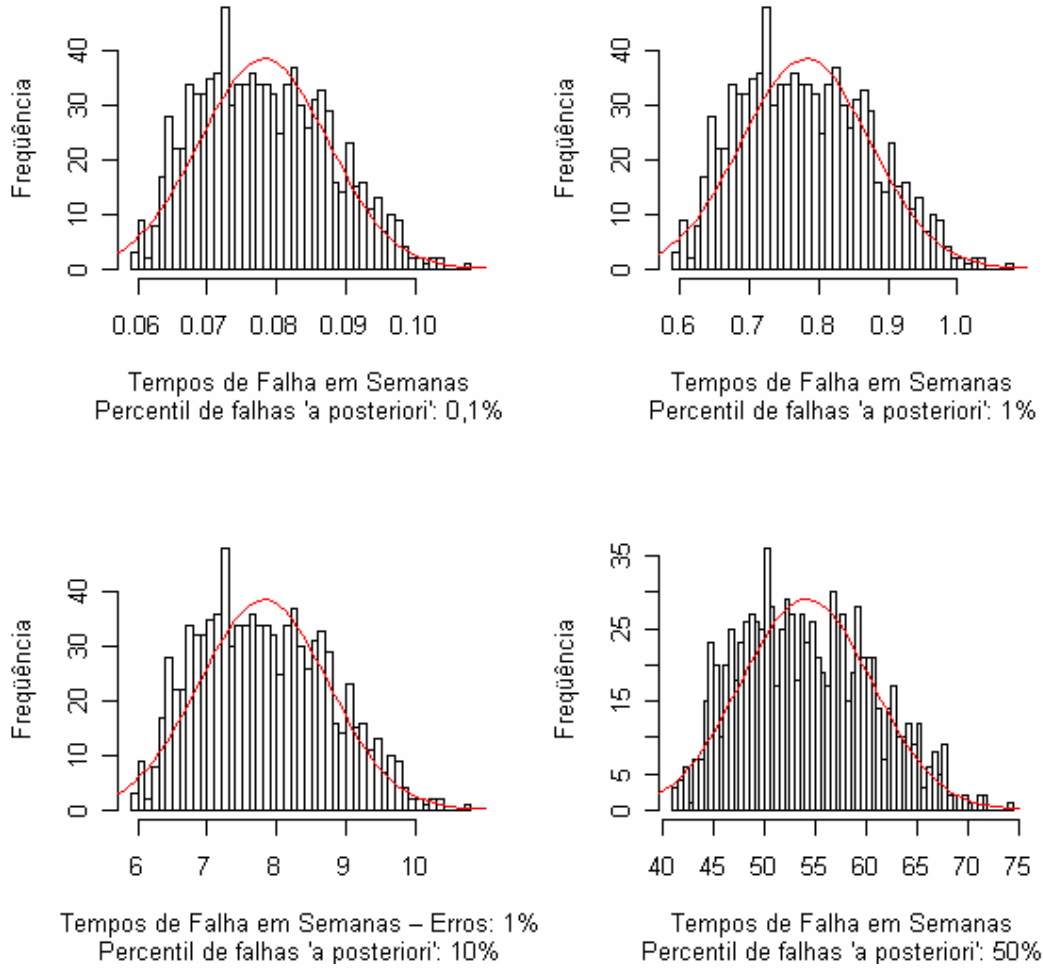 Freqüência
40
30
20
10
0
0.06 0.07 0.08 0.09 0.10
Tempos de Falha em Semanas
Percentil de falhas 'a posteriori': 0,1%
Freqüência
40
30
20
10
0
0.6 0.7 0.8 0.9 1.0
Tempos de Falha em Semanas
Percentil de falhas 'a posteriori': 1%
Freqüência
40
30
20
10
0
6 7 8 9 10
Tempos de Falha em Semanas – Erros: 1%
Percentil de falhas 'a posteriori': 10%
Freqüência
35
25
15
5
0
40 45 50 55 60 65 70 75
Tempos de Falha em Semanas
Percentil de falhas 'a posteriori': 50%